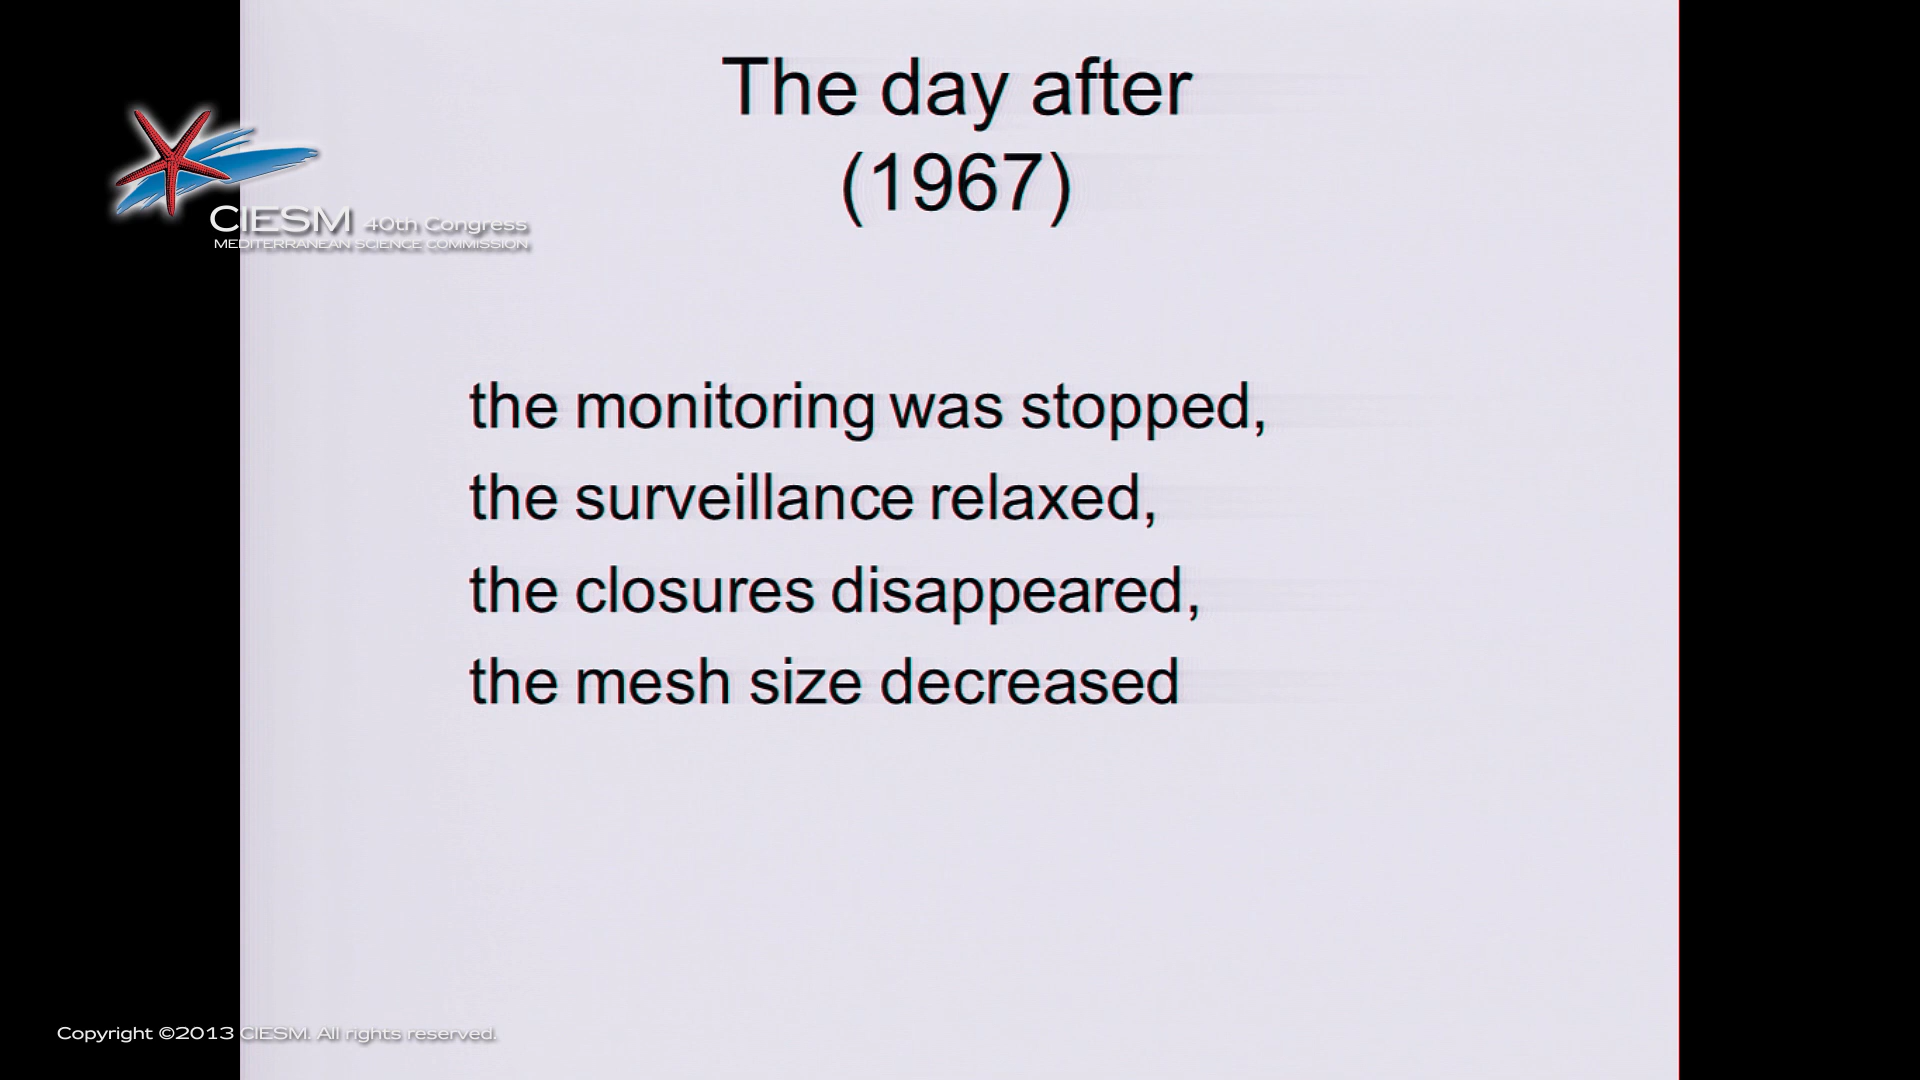 The day after
(1967)
CIESM 40th Congress
MEDITERRANEAN SCIENCE COMMISSION
the monitoring was stopped,
the surveillance relaxed,
the closures disappeared,
the mesh size decreased
Copyright ©2013 CIESM. All rights reserved.